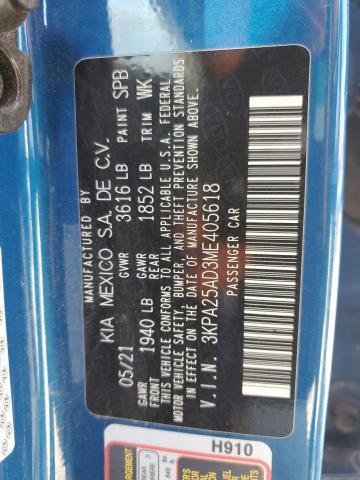 MANUFACTURED BY
KIA MEXICO S.A. DE C.V.
05/21 GVWR 3616 LB PAINT SPB
GAWR FRONT 1940 LB GAWR REAR 1852 LB TRIM WK
THIS VEHICLE CONFORMS TO ALL APPLICABLE U.S.A. FEDERAL
MOTOR VEHICLE SAFETY, BUMPER, AND THEFT PREVENTION STANDARDS
IN EFFECT ON THE DATE OF MANUFACTURE SHOWN ABOVE.
V.I.N. 3KPA25AD3ME405618
PASSENGER CAR
H910